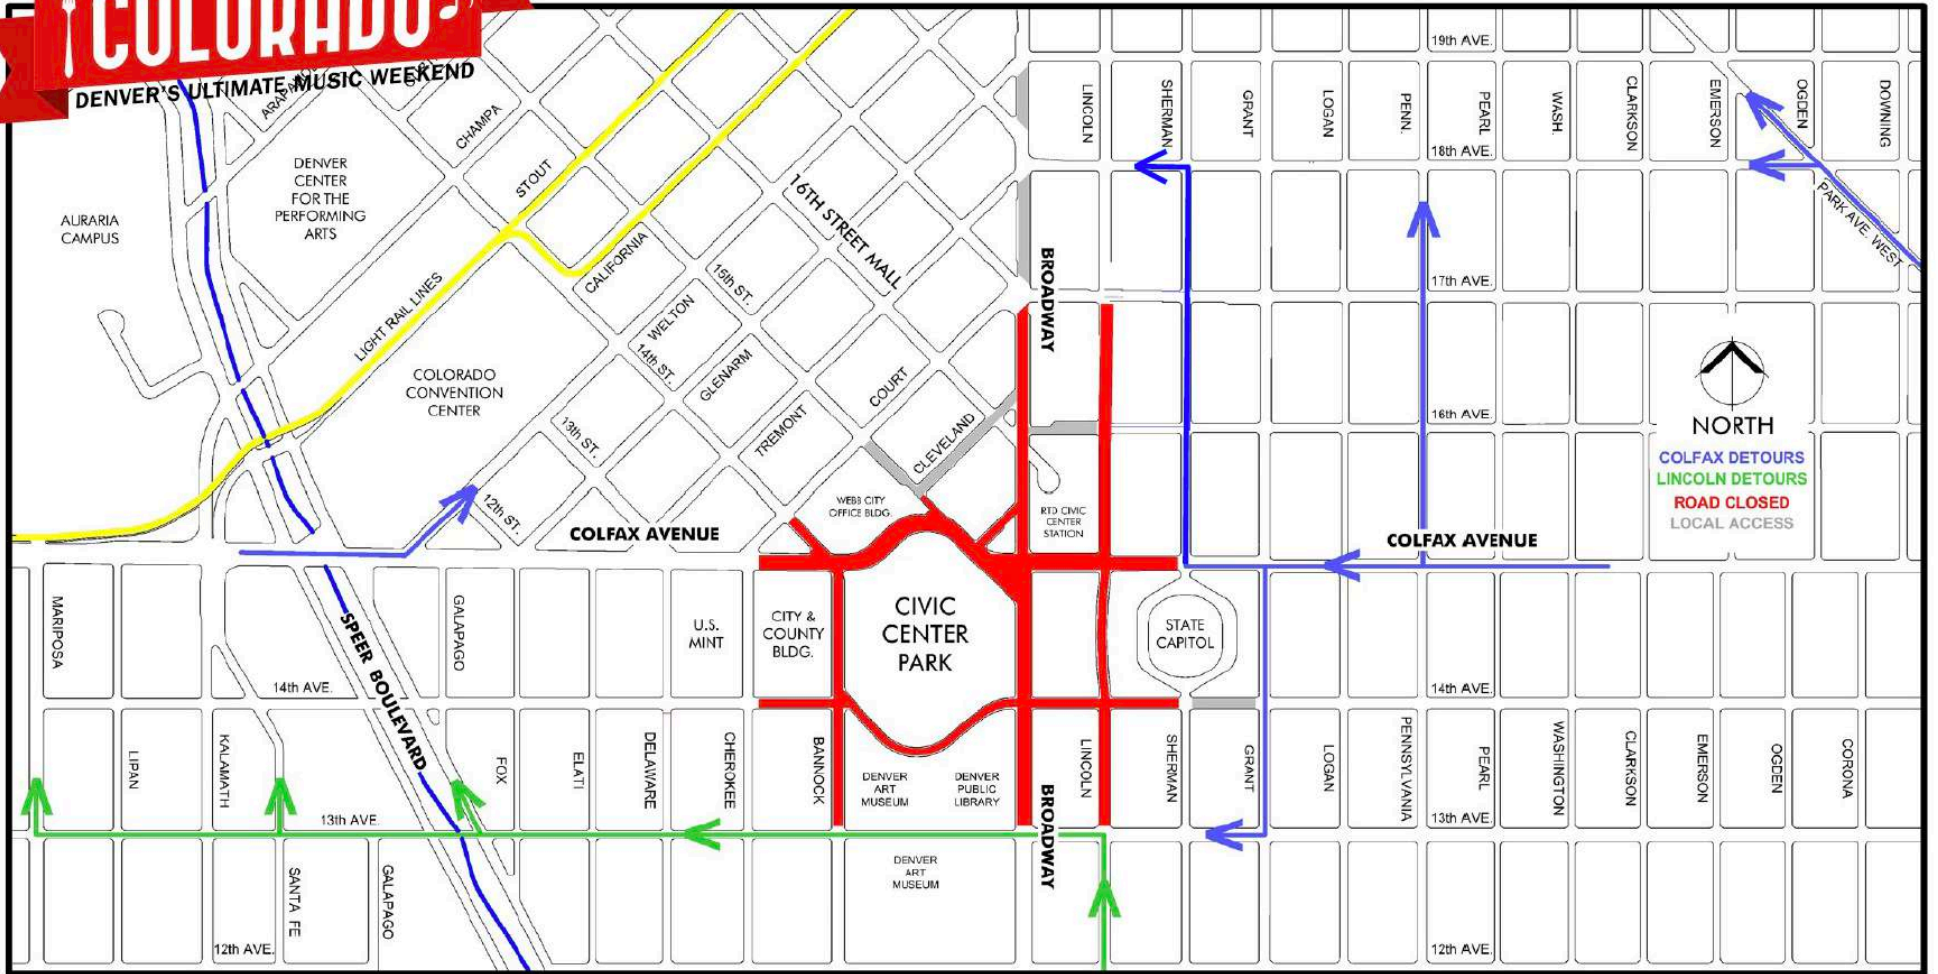 COLORADO
DENVER'S ULTIMATE MUSIC WEEKEND
19th AVE.
LINCOLN
SHERMAN
GRANT
LOGAN
PENN.
PEARL
WASH.
CLARKSON
EMERSON
OGDEN
DOWNING
CHAMPA
STOUT
18th AVE.
DENVER
CENTER
FOR THE
PERFORMING
ARTS
AURARIA
CAMPUS
16TH STREET MALL
PARK AVE. WEST
CALIFORNIA
15th ST.
BROADWAY
17th AVE.
LIGHT RAIL LINES
WELTON
14th ST.
GLENARM
COURT
COLORADO
CONVENTION
CENTER
TREMONT
CLEVELAND
13th ST.
16th AVE.
NORTH
COLFAX DETOURS
LINCOLN DETOURS
ROAD CLOSED
LOCAL ACCESS
12th ST.
WEBB CITY
OFFICE BLDG.
RTD CIVIC
CENTER
STATION
COLFAX AVENUE
COLFAX AVENUE
MARIPOSA
SPEER BOULEVARD
GALAPAGO
U.S.
MINT
CITY &
COUNTY
BLDG.
CIVIC
CENTER
PARK
STATE
CAPITOL
14th AVE.
14th AVE.
LIPAN
KALAMATH
FOX
ELATI
DELAWARE
CHEROKEE
BANNOCK
DENVER
ART
MUSEUM
DENVER
PUBLIC
LIBRARY
BROADWAY
LINCOLN
SHERMAN
GRANT
LOGAN
PENNSYLVANIA
PEARL
WASHINGTON
CLARKSON
EMERSON
OGDEN
CORONA
13th AVE.
13th AVE.
SANTA FE
GALAPAGO
DENVER
ART
MUSEUM
12th AVE.
12th AVE.